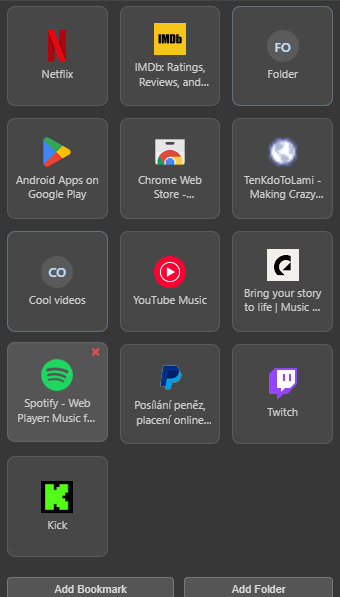 Netflix
IMDb
IMDb: Ratings,
Reviews, and...
FO
Folder
Android Apps on
Google Play
Chrome Web
Store -...
TenKdoToLami -
Making Crazy...
CO
Cool videos
YouTube Music
Bring your story
to life | Music ...
Spotify - Web
Player: Music f...
Posílání peněz,
placení online...
Twitch
Kick
Add Bookmark
Add Folder